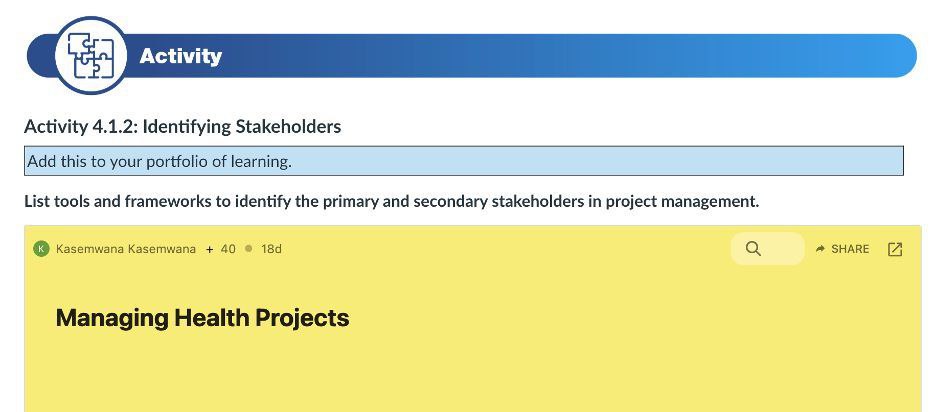 Activity
Activity 4.1.2: Identifying Stakeholders
Add this to your portfolio of learning.
List tools and frameworks to identify the primary and secondary stakeholders in project management.
K Kasemwana Kasemwana + 40 18d SHARE
Managing Health Projects